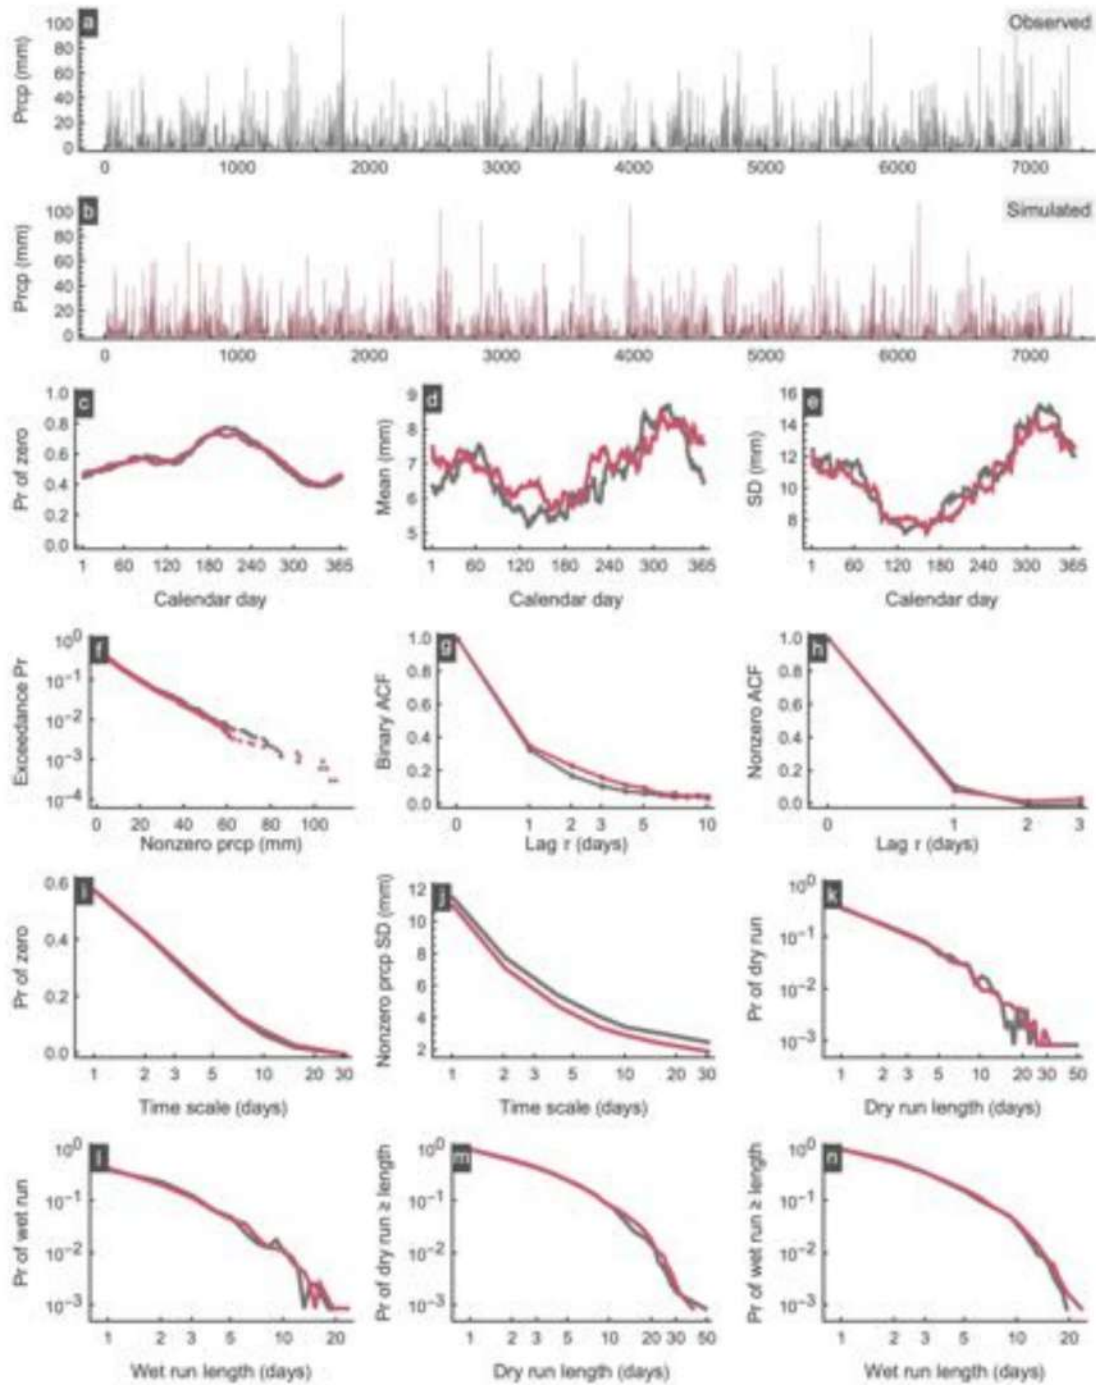 a
Observed
Prcp (mm)
100
80
60
40
20
0
0 1000 2000 3000 4000 5000 6000 7000
b
Simulated
Prcp (mm)
100
80
60
40
20
0
0 1000 2000 3000 4000 5000 6000 7000
c
Pr of zero
1.0
0.8
0.6
0.4
0.2
0.0
1 60 120 180 240 300 365
Calendar day
d
Mean (mm)
9
8
7
6
5
1 60 120 180 240 300 365
Calendar day
e
SD (mm)
16
14
12
10
8
1 60 120 180 240 300 365
Calendar day
f
Exceedance Pr
10^0
10^-1
10^-2
10^-3
10^-4
0 20 40 60 80 100
Nonzero prcp (mm)
g
Binary ACF
1.0
0.8
0.6
0.4
0.2
0.0
0 1 2 3 5 10
Lag τ (days)
h
Nonzero ACF
1.0
0.8
0.6
0.4
0.2
0.0
0 1 2 3
Lag τ (days)
i
Pr of zero
0.6
0.4
0.2
0.0
1 2 3 5 10 20 30
Time scale (days)
j
Nonzero prcp SD (mm)
12
10
8
6
4
2
1 2 3 5 10 20 30
Time scale (days)
k
Pr of dry run
10^0
10^-1
10^-2
10^-3
1 2 3 5 10 20 30 50
Dry run length (days)
l
Pr of wet run
10^0
10^-1
10^-2
10^-3
1 2 3 5 10 20
Wet run length (days)
m
Pr of dry run ≥ length
10^0
10^-1
10^-2
10^-3
1 2 3 5 10 20 30 50
Dry run length (days)
n
Pr of wet run ≥ length
10^0
10^-1
10^-2
10^-3
1 2 3 5 10 20
Wet run length (days)